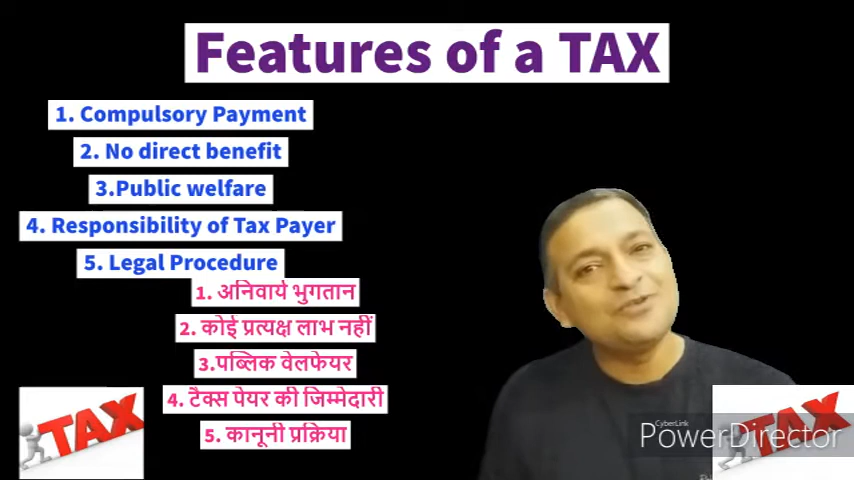 Features of a TAX
1. Compulsory Payment
2. No direct benefit
3.Public welfare
4. Responsibility of Tax Payer
5. Legal Procedure
1. अनिवार्य भुगतान
2. कोई प्रत्यक्ष लाभ नहीं
3.पब्लिक वेलफेयर
4. टैक्स पेयर की जिम्मेदारी
5. कानूनी प्रक्रिया
TAX
TAX
CyberLink
PowerDirector